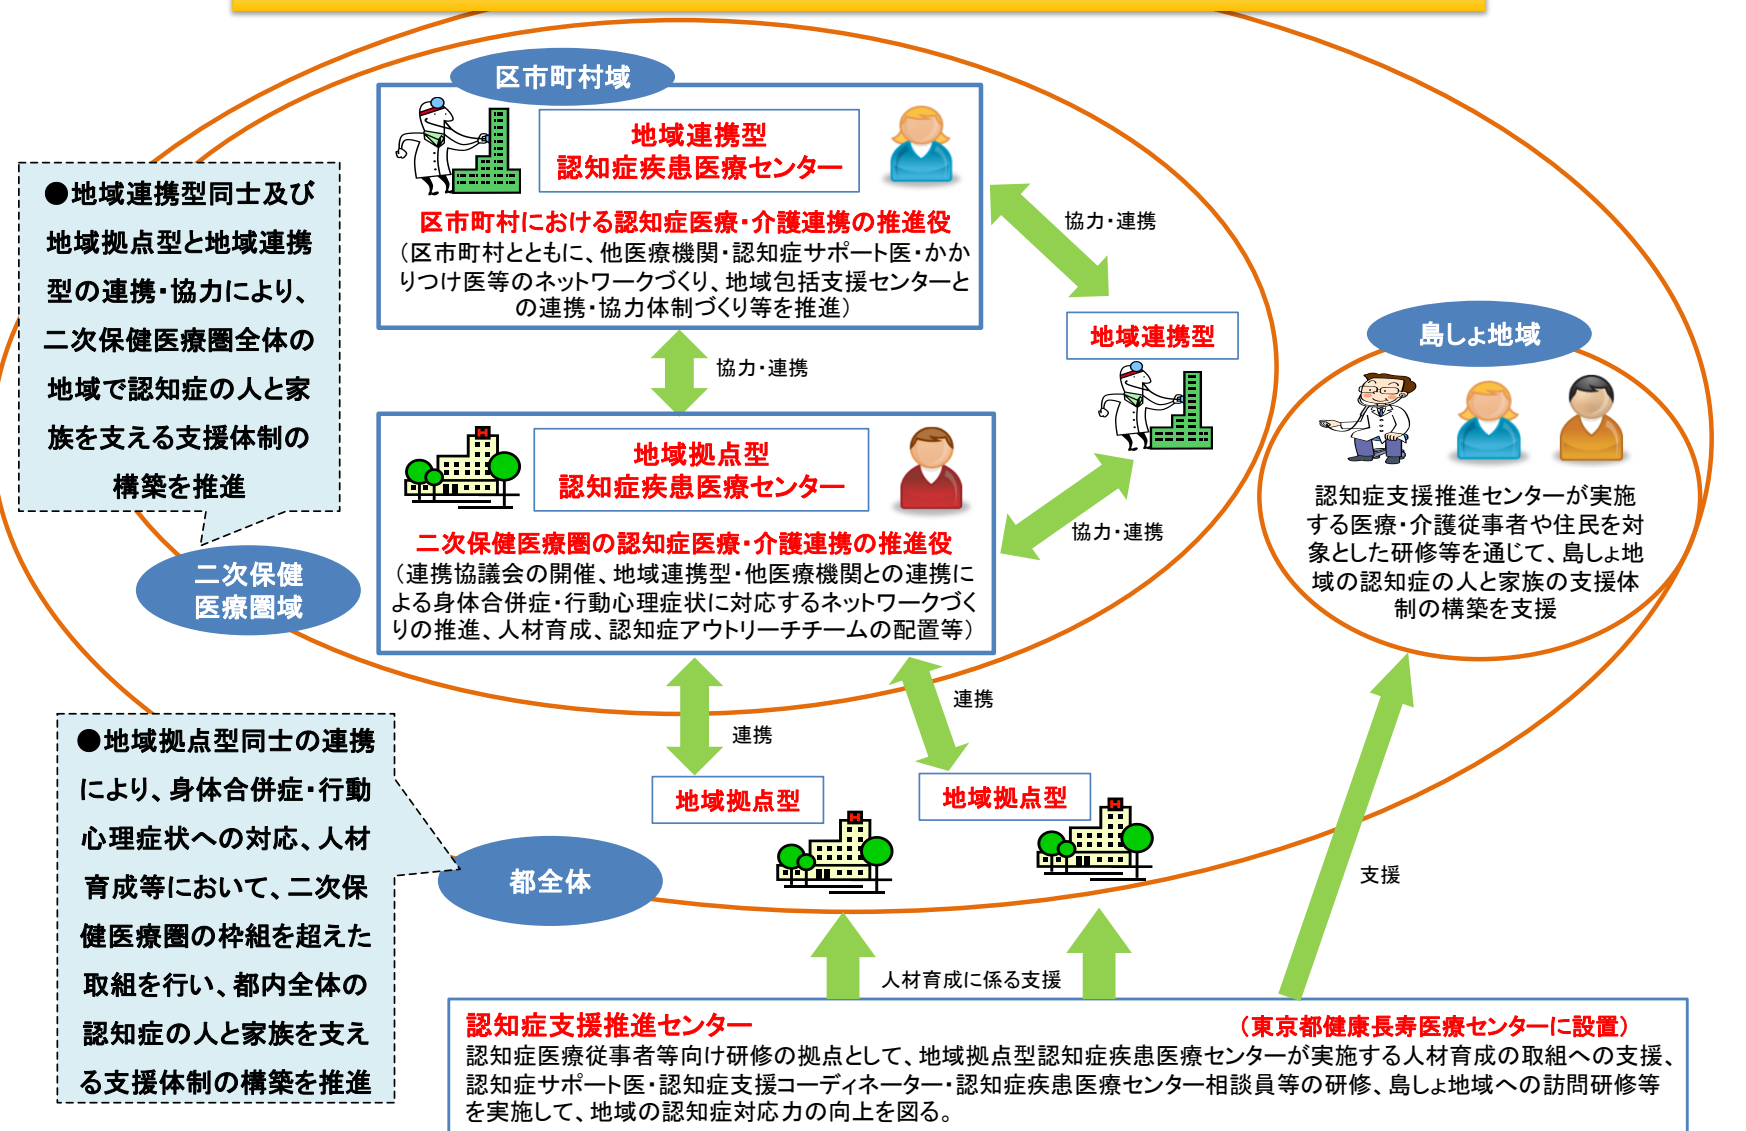 区市町村域
地域連携型
認知症疾患医療センター
区市町村における認知症医療・介護連携の推進役
（区市町村とともに、他医療機関・認知症サポート医・かか
りつけ医等のネットワークづくり、地域包括支援センターと
の連携・協力体制づくり等を推進）
●地域連携型同士及び
地域拠点型と地域連携
型の連携・協力により、
二次保健医療圏全体の
地域で認知症の人と家
族を支える支援体制の
構築を推進
協力・連携
地域連携型
協力・連携
島しょ地域
認知症支援推進センターが実施
する医療・介護従事者や住民を対
象とした研修等を通じて、島しょ地
域の認知症の人と家族の支援体
制の構築を支援
地域拠点型
認知症疾患医療センター
二次保健医療圏の認知症医療・介護連携の推進役
（連携協議会の開催、地域連携型・他医療機関との連携に
よる身体合併症・行動心理症状に対応するネットワークづく
りの推進、人材育成、認知症アウトリーチチームの配置等）
協力・連携
二次保健
医療圏域
連携
連携
●地域拠点型同士の連携
により、身体合併症・行動
心理症状への対応、人材
育成等において、二次保
健医療圏の枠組を超えた
取組を行い、都内全体の
認知症の人と家族を支え
る支援体制の構築を推進
地域拠点型
地域拠点型
都全体
支援
人材育成に係る支援
認知症支援推進センター （東京都健康長寿医療センターに設置）
認知症医療従事者等向け研修の拠点として、地域拠点型認知症疾患医療センターが実施する人材育成の取組への支援、
認知症サポート医・認知症支援コーディネーター・認知症疾患医療センター相談員等の研修、島しょ地域への訪問研修等
を実施して、地域の認知症対応力の向上を図る。